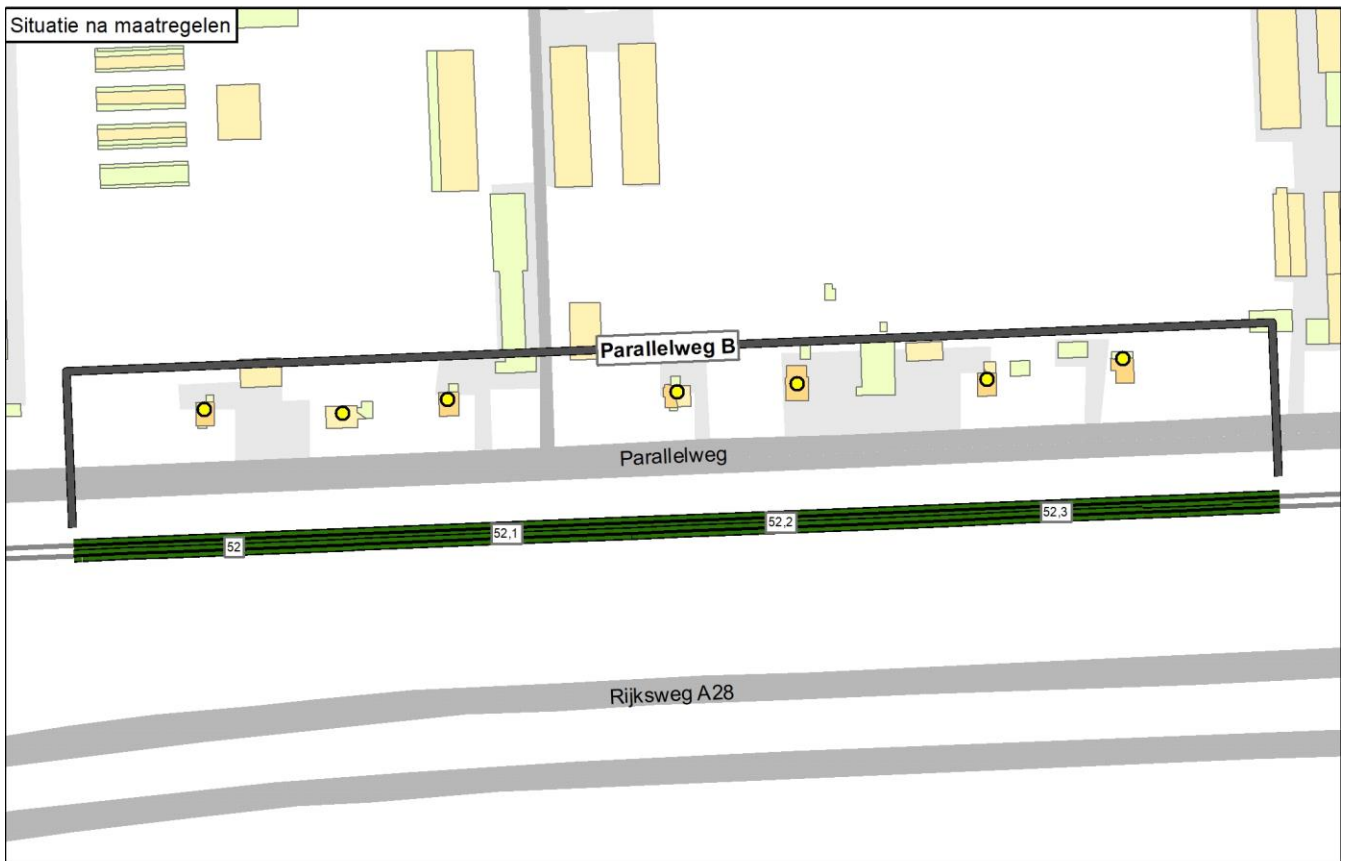 Situatie na maatregelen
Parallelweg B
Parallelweg
52
52,1
52,2
52,3
Rijksweg A28